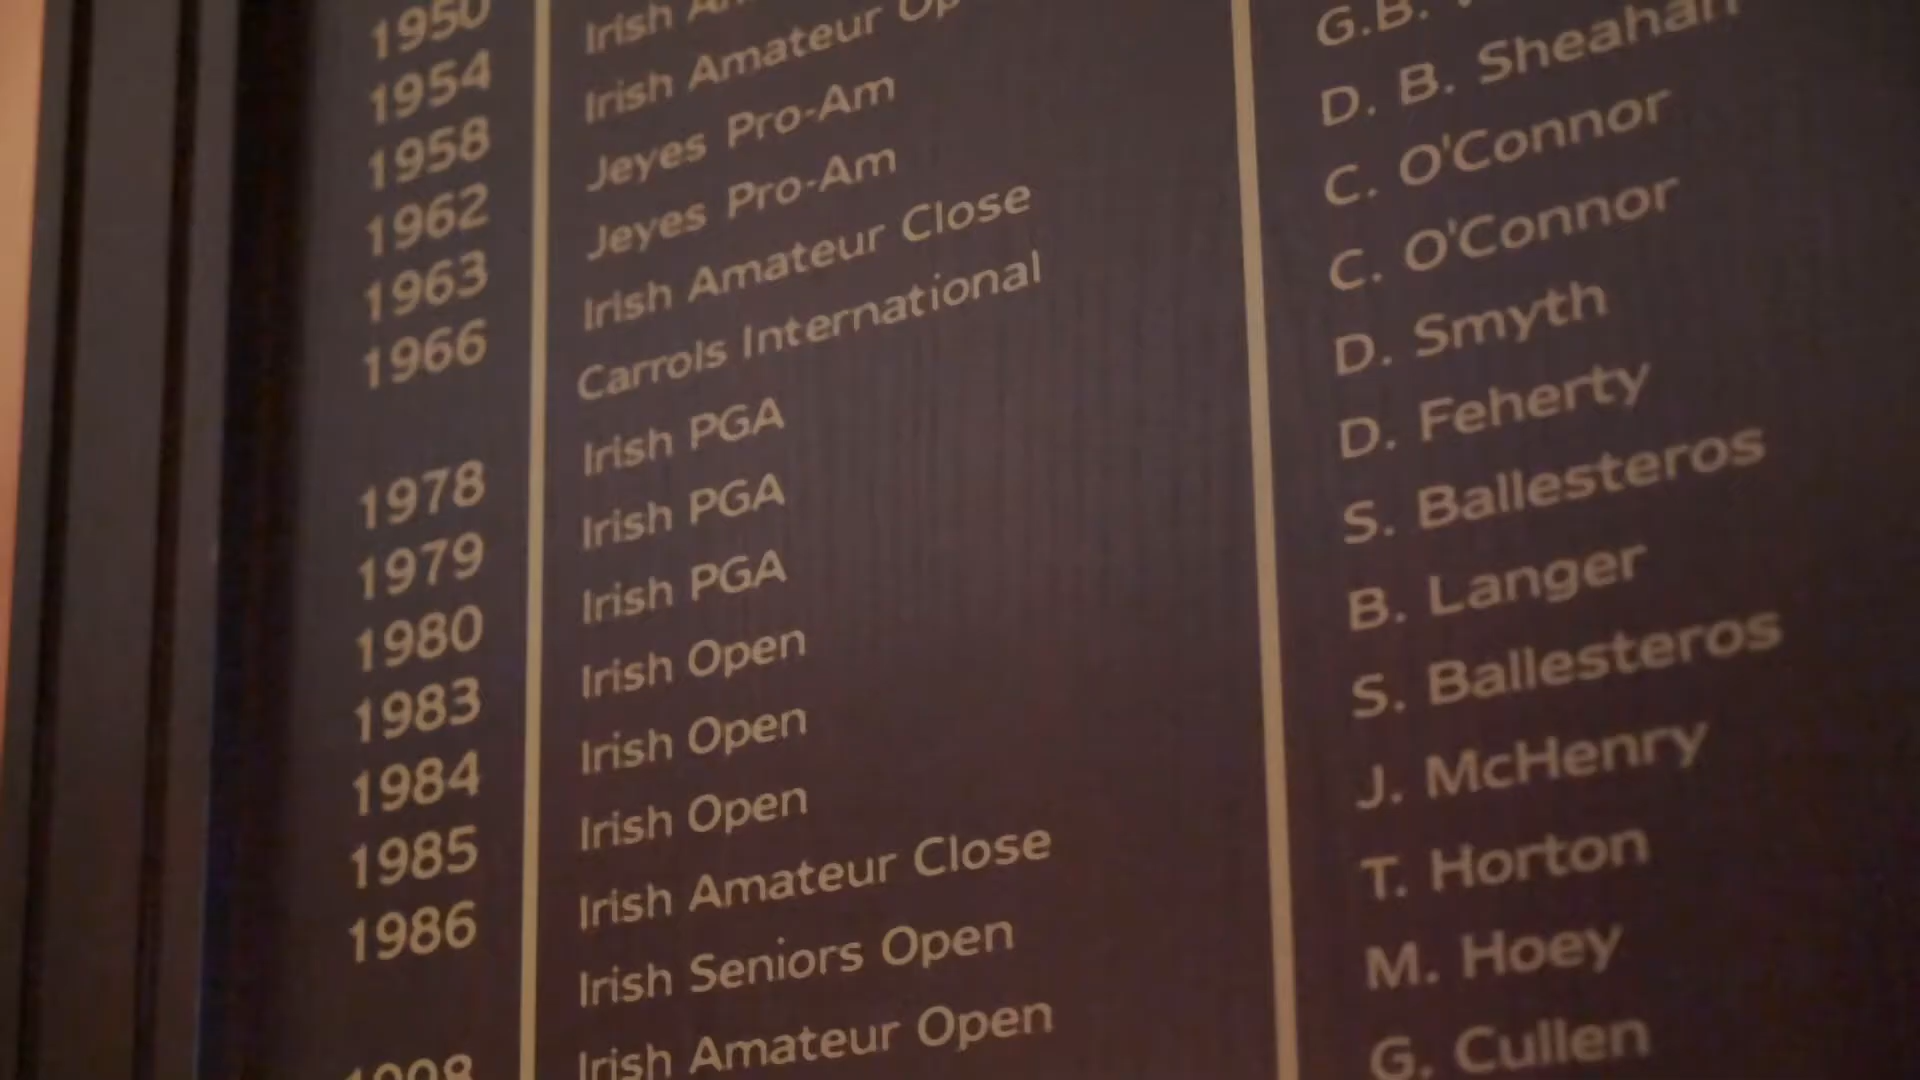 1950
1954
1958
1962
1963
1966
1978
1979
1980
1983
1984
1985
1986
Irish
Irish Amateur
Jeyes Pro-Am
Jeyes Pro-Am
Irish Amateur Close
Carrols International
Irish PGA
Irish PGA
Irish PGA
Irish Open
Irish Open
Irish Open
Irish Amateur Close
Irish Seniors Open
Irish Amateur Open
G.B.
D. B. Sheahan
C. O'Connor
C. O'Connor
D. Smyth
D. Feherty
S. Ballesteros
B. Langer
S. Ballesteros
J. McHenry
T. Horton
M. Hoey
G. Cullen